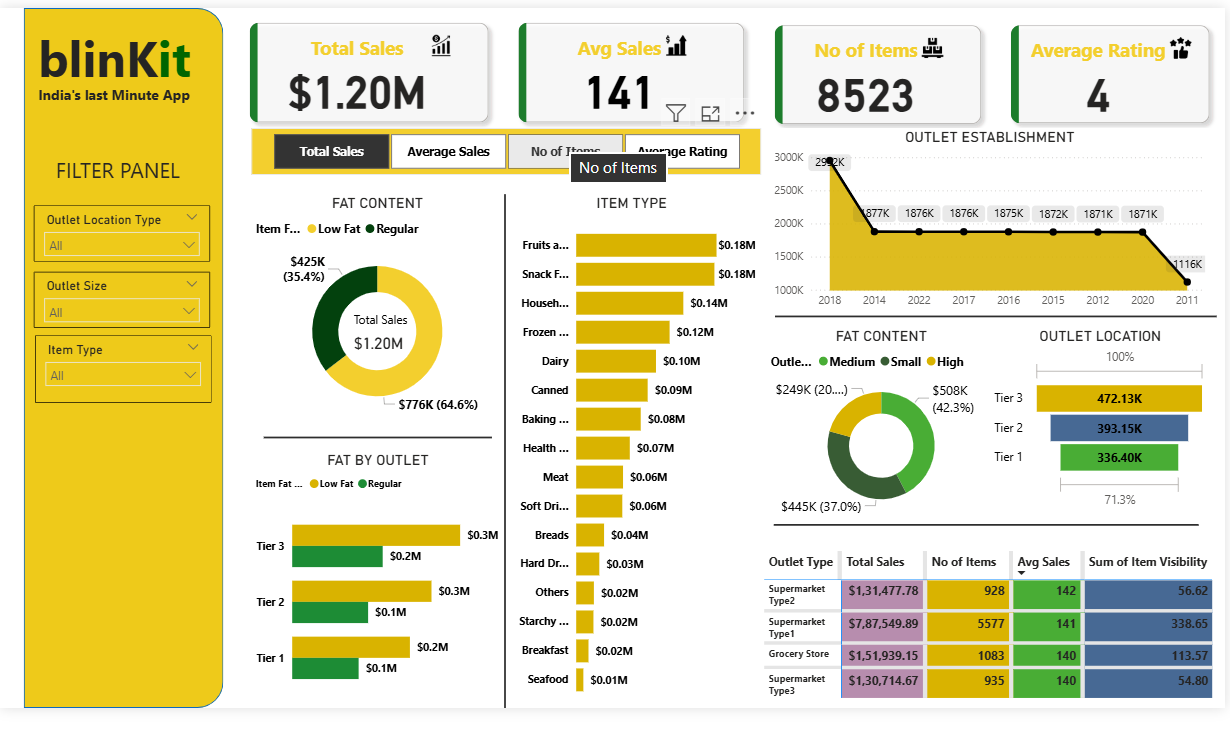 blinKit
India's last Minute App
FILTER PANEL
Outlet Location Type
All
Outlet Size
All
Item Type
All
Total Sales
$1.20M
Avg Sales
141
No of Items
8523
Average Rating
4
Total Sales
Average Sales
No of Items
Average Rating
No of Items
FAT CONTENT
Item F... Low Fat Regular
$425K
(35.4%)
Total Sales
$1.20M
$776K (64.6%)
FAT BY OUTLET
Item Fat ... Low Fat Regular
Tier 3 $0.3M
$0.2M
Tier 2 $0.3M
$0.1M
Tier 1 $0.2M
$0.1M
ITEM TYPE
Fruits a... $0.18M
Snack F... $0.18M
Househ... $0.14M
Frozen ... $0.12M
Dairy $0.10M
Canned $0.09M
Baking ... $0.08M
Health ... $0.07M
Meat $0.06M
Soft Dri... $0.06M
Breads $0.04M
Hard Dr... $0.03M
Others $0.02M
Starchy ... $0.02M
Breakfast $0.02M
Seafood $0.01M
OUTLET ESTABLISHMENT
3000K
2500K
2000K
1500K
1000K
1877K 1876K 1876K 1875K 1872K 1871K 1871K
1116K
2018 2014 2022 2017 2016 2015 2012 2020 2011
FAT CONTENT
Outle... Medium Small High
$249K (20....)
$508K
(42.3%)
$445K (37.0%)
OUTLET LOCATION
100%
Tier 3 472.13K
Tier 2 393.15K
Tier 1 336.40K
71.3%
Outlet Type Total Sales No of Items Avg Sales Sum of Item Visibility
Supermarket
Type2 $1,31,477.78 928 142 56.62
Supermarket
Type1 $7,87,549.89 5577 141 338.65
Grocery Store $1,51,939.15 1083 140 113.57
Supermarket
Type3 $1,30,714.67 935 140 54.80